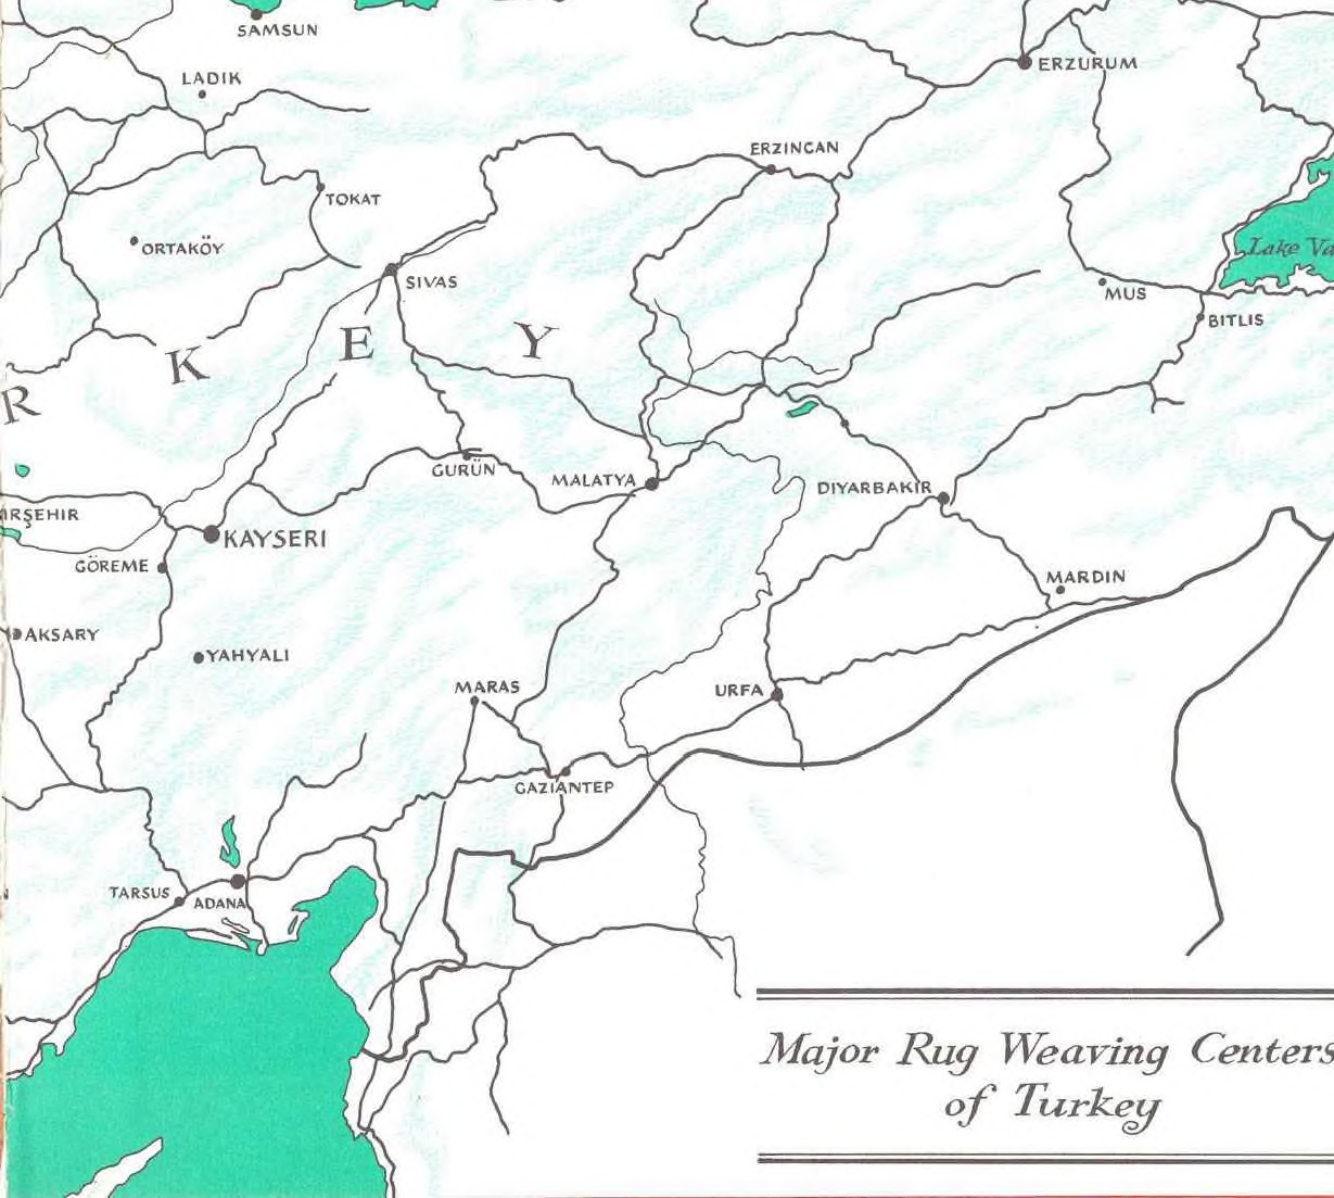 SAMSUN
LADIK
ERZURUM
ERZINCAN
TOKAT
ORTAKÖY
Lake Va
SIVAS
MUS
BITLIS
R K E Y
GURÜN
MALATYA
DIYARBAKIR
IRŞEHIR
KAYSERI
GÖREME
MARDIN
AKSARY
YAHYALI
MARAS
URFA
GAZIANTEP
TARSUS
ADANA
Major Rug Weaving Centers
of Turkey